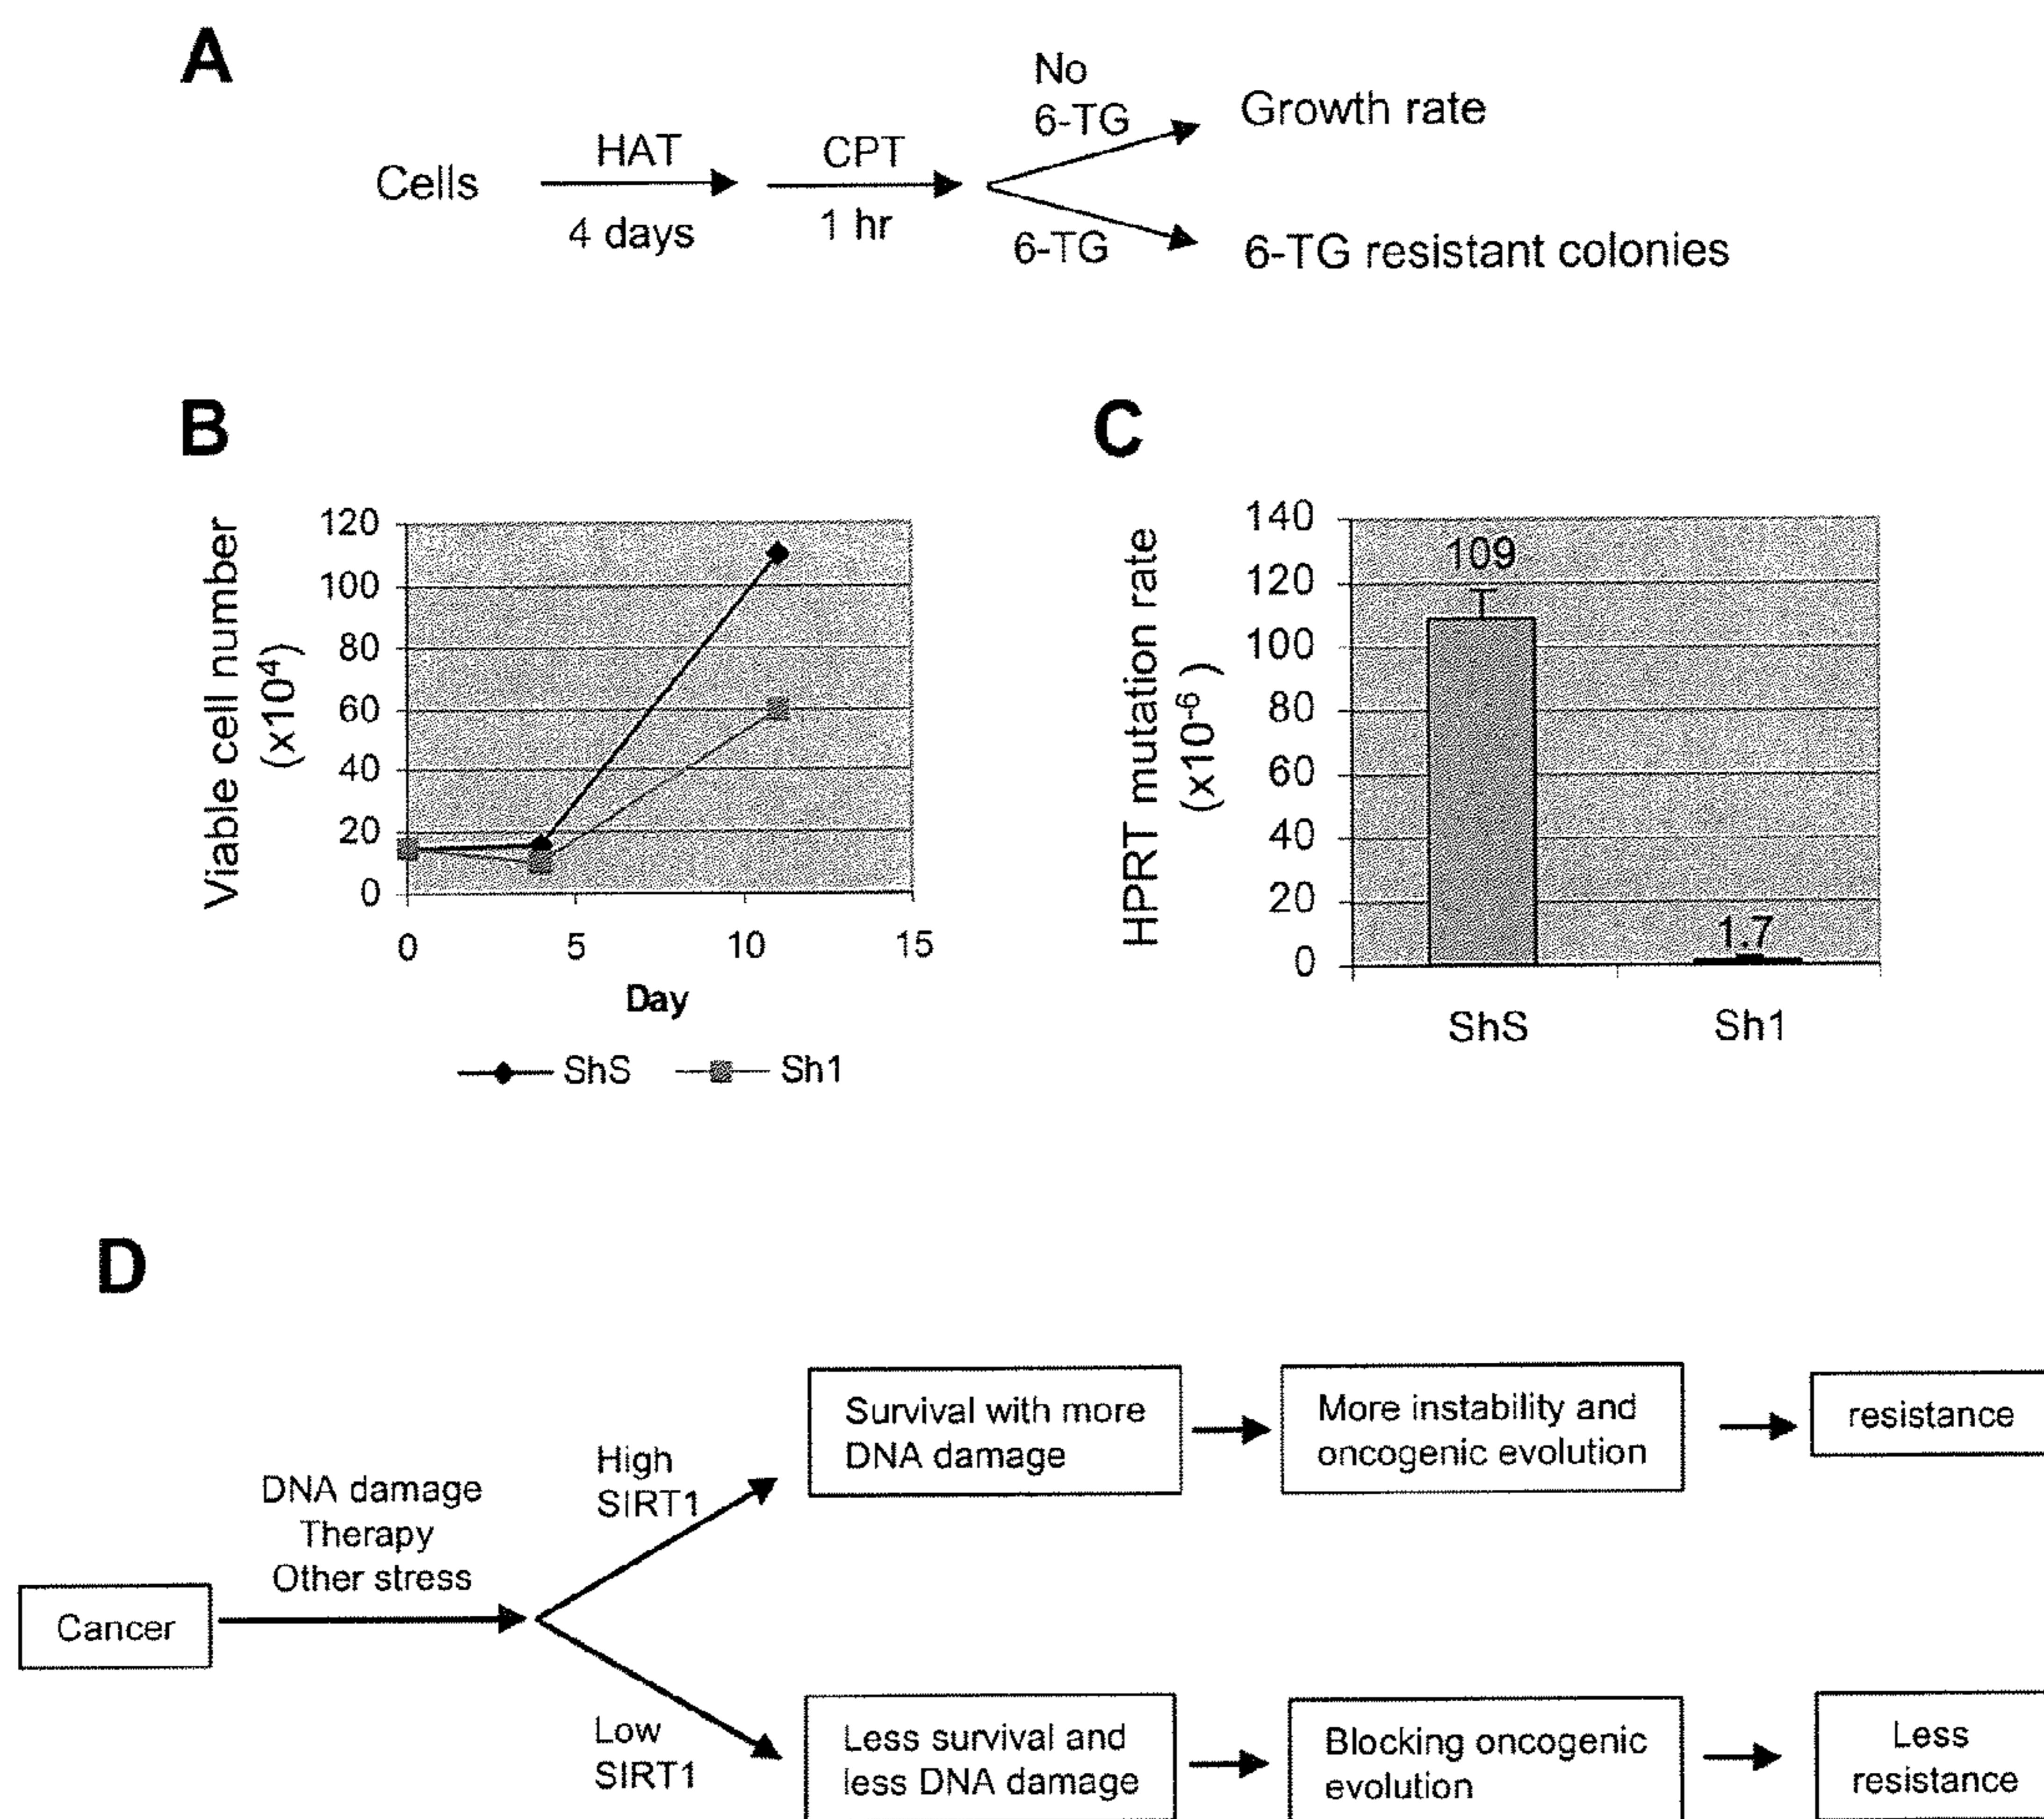 A
Cells
HAT
4 days
CPT
1 hr
No
6-TG
Growth rate
6-TG
6-TG resistant colonies
B
Viable cell number
(x10⁴)
120
100
80
60
40
20
0
0 5 10 15
Day
ShS Sh1
C
HPRT mutation rate
(x10⁻⁶)
140
120
100
80
60
40
20
0
109
1.7
ShS Sh1
D
Cancer
DNA damage
Therapy
Other stress
High
SIRT1
Survival with more
DNA damage
More instability and
oncogenic evolution
resistance
Low
SIRT1
Less survival and
less DNA damage
Blocking oncogenic
evolution
Less
resistance